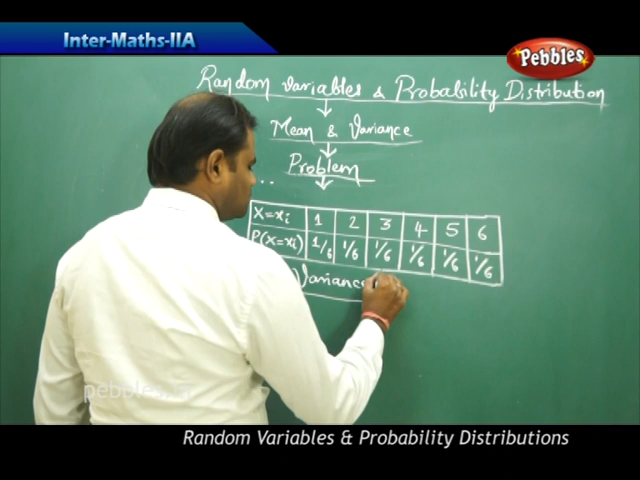 Inter-Maths-IIA
Pebbles
Random Variables & Probability Distribution
Mean & Variance
Problem
X=xi 1 2 3 4 5 6
P(X=xi) 1/6 1/6 1/6 1/6 1/6 1/6
) Variance
pebbles.in
Random Variables & Probability Distributions